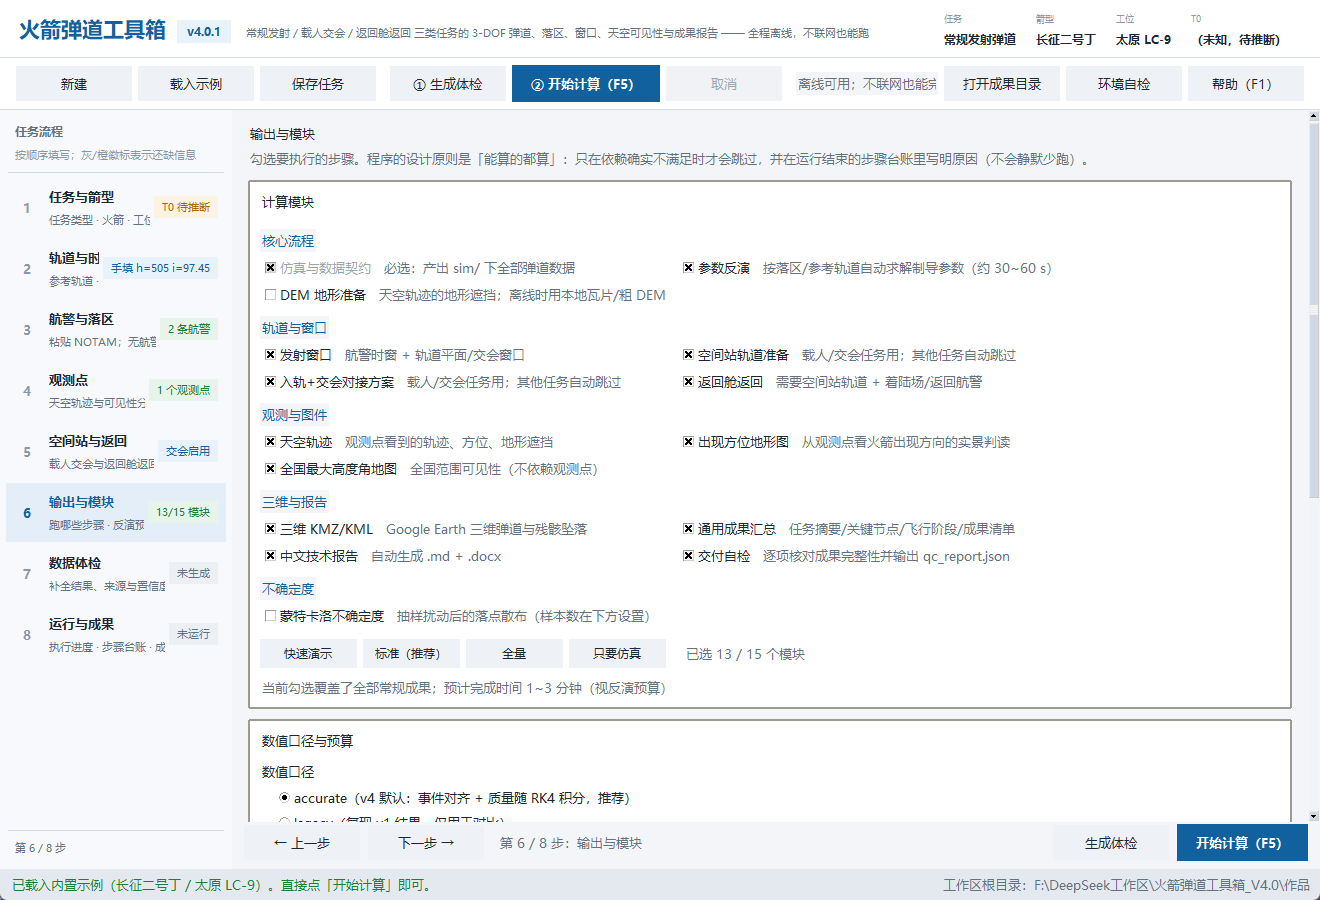 火箭弹道工具箱 v4.0.1 常规发射 / 载人交会 / 返回舱返回 三类任务的 3-DOF 弹道、落区、窗口、天空可见性与成果报告 —— 全程离线，不联网也能跑
任务 箭型 工位 T0
常规发射弹道 长征二号丁 太原 LC-9 （未知，待推断）
新建 载入示例 保存任务 ① 生成体检 ② 开始计算（F5） 取消 离线可用；不联网也能完 打开成果目录 环境自检 帮助（F1）
任务流程
按顺序填写；灰/橙徽标表示还缺信息
1 任务与箭型 T0 待推断
任务类型 · 火箭 · 工位
2 轨道与时 手填 h=505 i=97.45
参考轨道 ·
3 航警与落区 2 条航警
粘贴 NOTAM；无航警
4 观测点 1 个观测点
天空轨迹与可见性分
5 空间站与返回 交会启用
载人交会与返回舱返回
6 输出与模块 13/15 模块
跑哪些步骤 · 反演预
7 数据体检 未生成
补全结果、来源与置信度
8 运行与成果 未运行
执行进度 · 步骤台账 · 成
第 6 / 8 步
输出与模块
勾选要执行的步骤。程序的设计原则是「能算的都算」：只在依赖确实不满足时才会跳过，并在运行结束的步骤台账里写明原因（不会静默少跑）。
计算模块
核心流程
仿真与数据契约 必选：产出 sim/ 下全部弹道数据 参数反演 按落区/参考轨道自动求解制导参数（约 30~60 s）
DEM 地形准备 天空轨迹的地形遮挡；离线时用本地瓦片/粗 DEM
轨道与窗口
发射窗口 航警时窗 + 轨道平面/交会窗口 空间站轨道准备 载人/交会任务用；其他任务自动跳过
入轨+交会对接方案 载人/交会任务用；其他任务自动跳过 返回舱返回 需要空间站轨道 + 着陆场/返回航警
观测与图件
天空轨迹 观测点看到的轨迹、方位、地形遮挡 出现方位地形图 从观测点看火箭出现方向的实景判读
全国最大高度角地图 全国范围可见性（不依赖观测点）
三维与报告
三维 KMZ/KML Google Earth 三维弹道与残骸坠落 通用成果汇总 任务摘要/关键节点/飞行阶段/成果清单
中文技术报告 自动生成 .md + .docx 交付自检 逐项核对成果完整性并输出 qc_report.json
不确定度
蒙特卡洛不确定度 抽样扰动后的落点散布（样本数在下方设置）
快速演示 标准（推荐） 全量 只要仿真 已选 13 / 15 个模块
当前勾选覆盖了全部常规成果；预计完成时间 1~3 分钟（视反演预算）
数值口径与预算
数值口径
accurate（v4 默认：事件对齐 + 质量随 RK4 积分，推荐）
legacy（复现 v1 结果，仅用于对比）
← 上一步 下一步 → 第 6 / 8 步：输出与模块 生成体检 开始计算（F5）
已载入内置示例（长征二号丁 / 太原 LC-9）。直接点「开始计算」即可。 工作区根目录：F:\DeepSeek工作区\火箭弹道工具箱_V4.0\作品